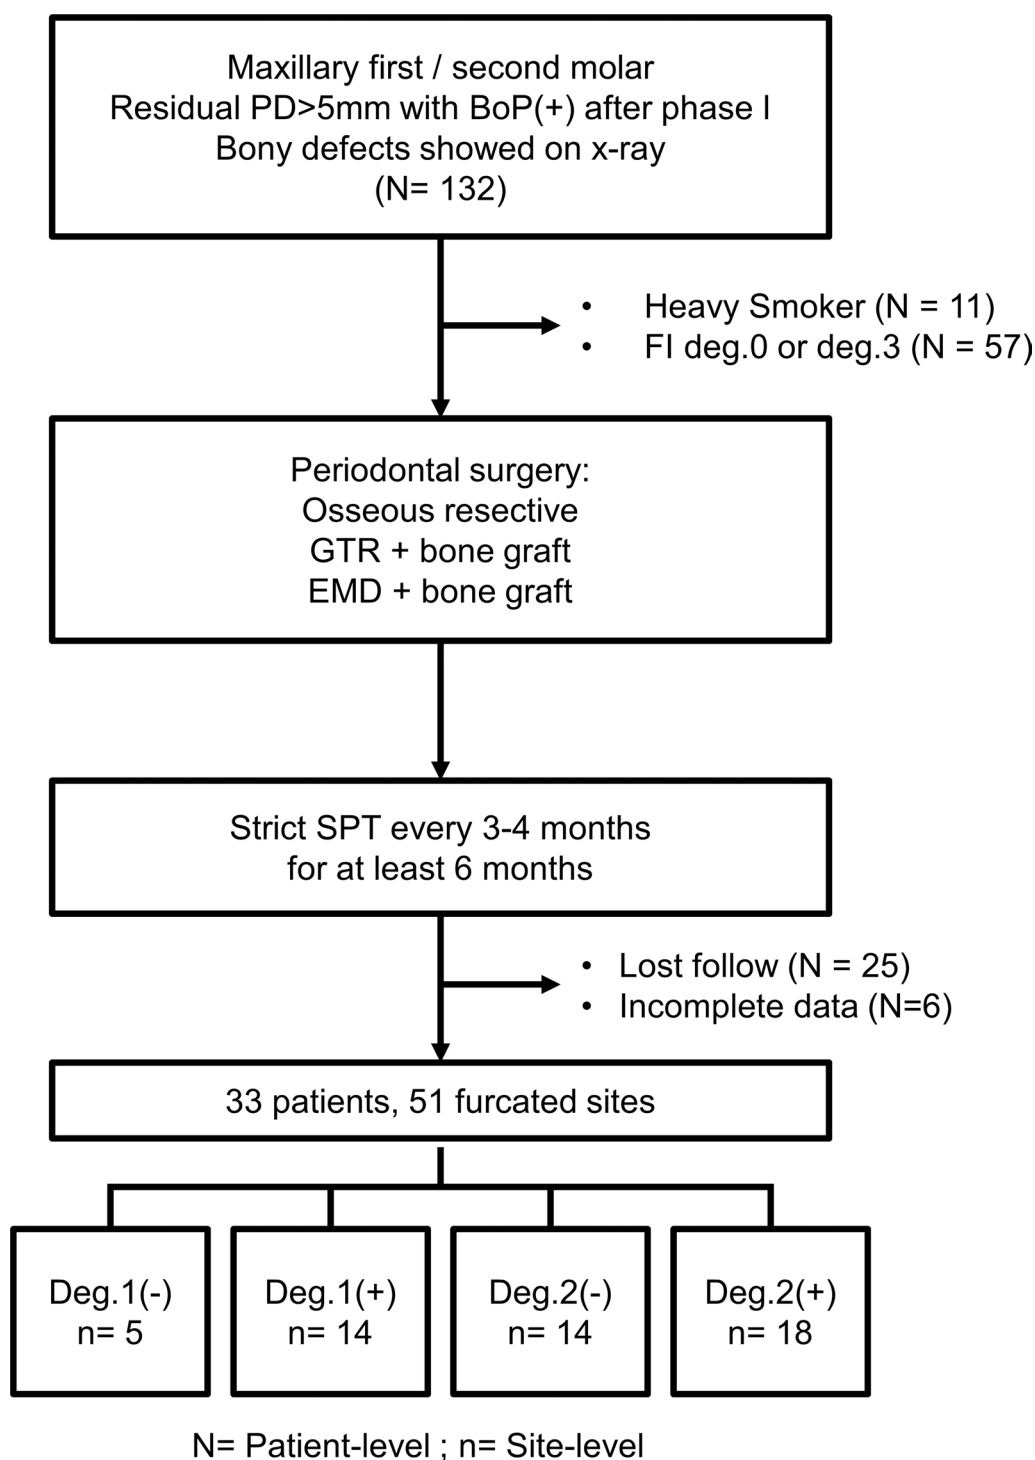 Maxillary first / second molar
Residual PD>5mm with BoP(+) after phase I
Bony defects showed on x-ray
(N= 132)
• Heavy Smoker (N = 11)
• FI deg.0 or deg.3 (N = 57)
Periodontal surgery:
Osseous resective
GTR + bone graft
EMD + bone graft
Strict SPT every 3-4 months
for at least 6 months
• Lost follow (N = 25)
• Incomplete data (N=6)
33 patients, 51 furcated sites
Deg.1(-)
n= 5
Deg.1(+)
n= 14
Deg.2(-)
n= 14
Deg.2(+)
n= 18
N= Patient-level ; n= Site-level